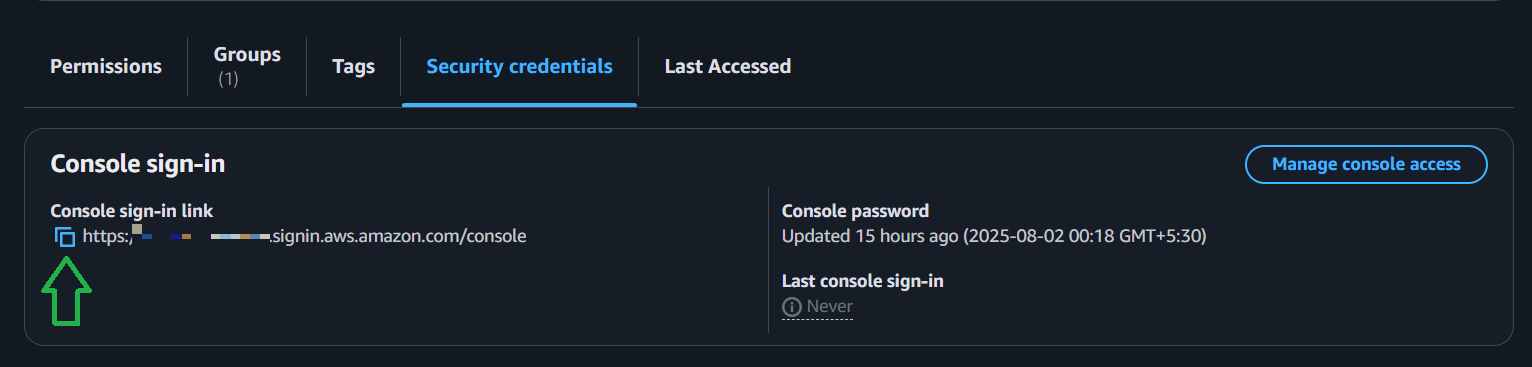 Permissions
Groups
(1)
Tags
Security credentials
Last Accessed
Console sign-in
Manage console access
Console sign-in link
https:/ .signin.aws.amazon.com/console
Console password
Updated 15 hours ago (2025-08-02 00:18 GMT+5:30)
Last console sign-in
Never